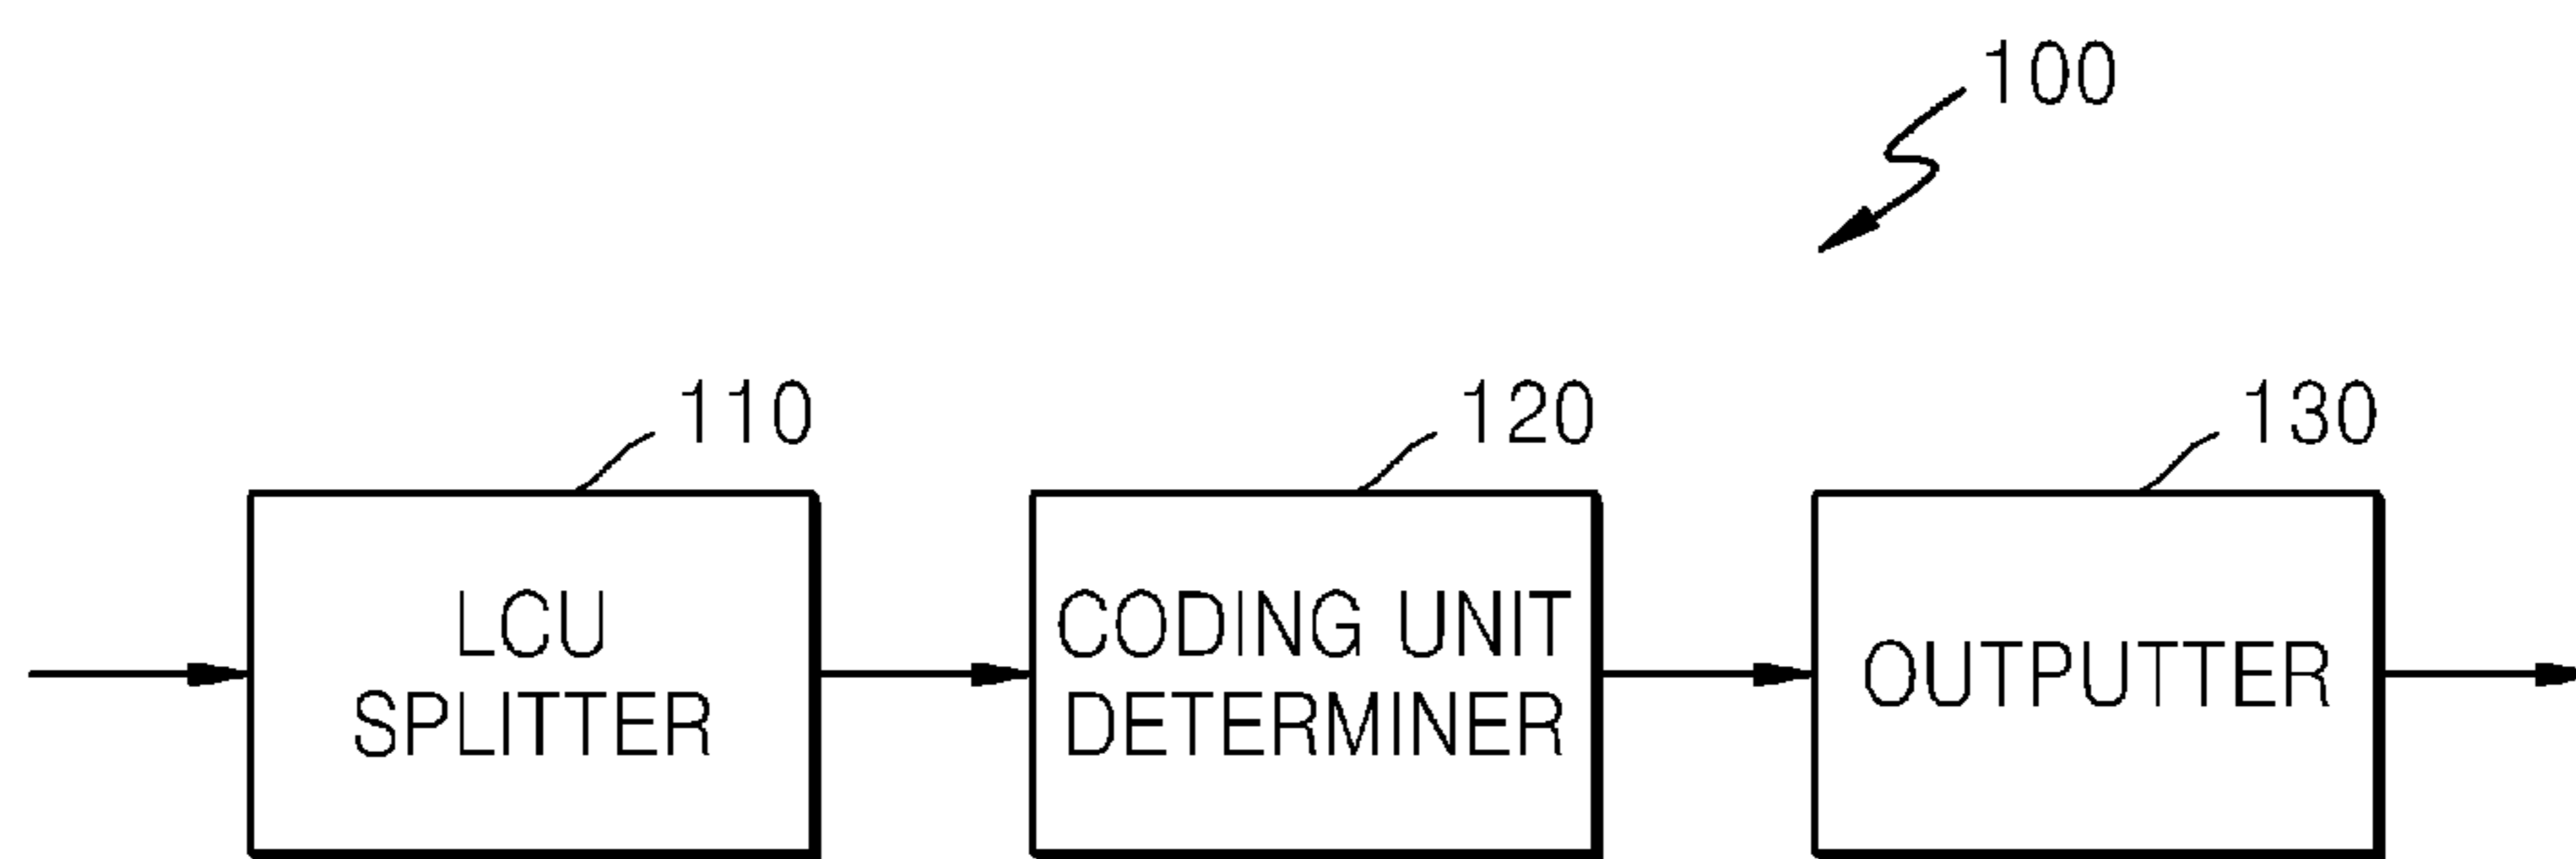 100
110
120
130
LCU
SPLITTER
CODING UNIT
DETERMINER
OUTPUTTER